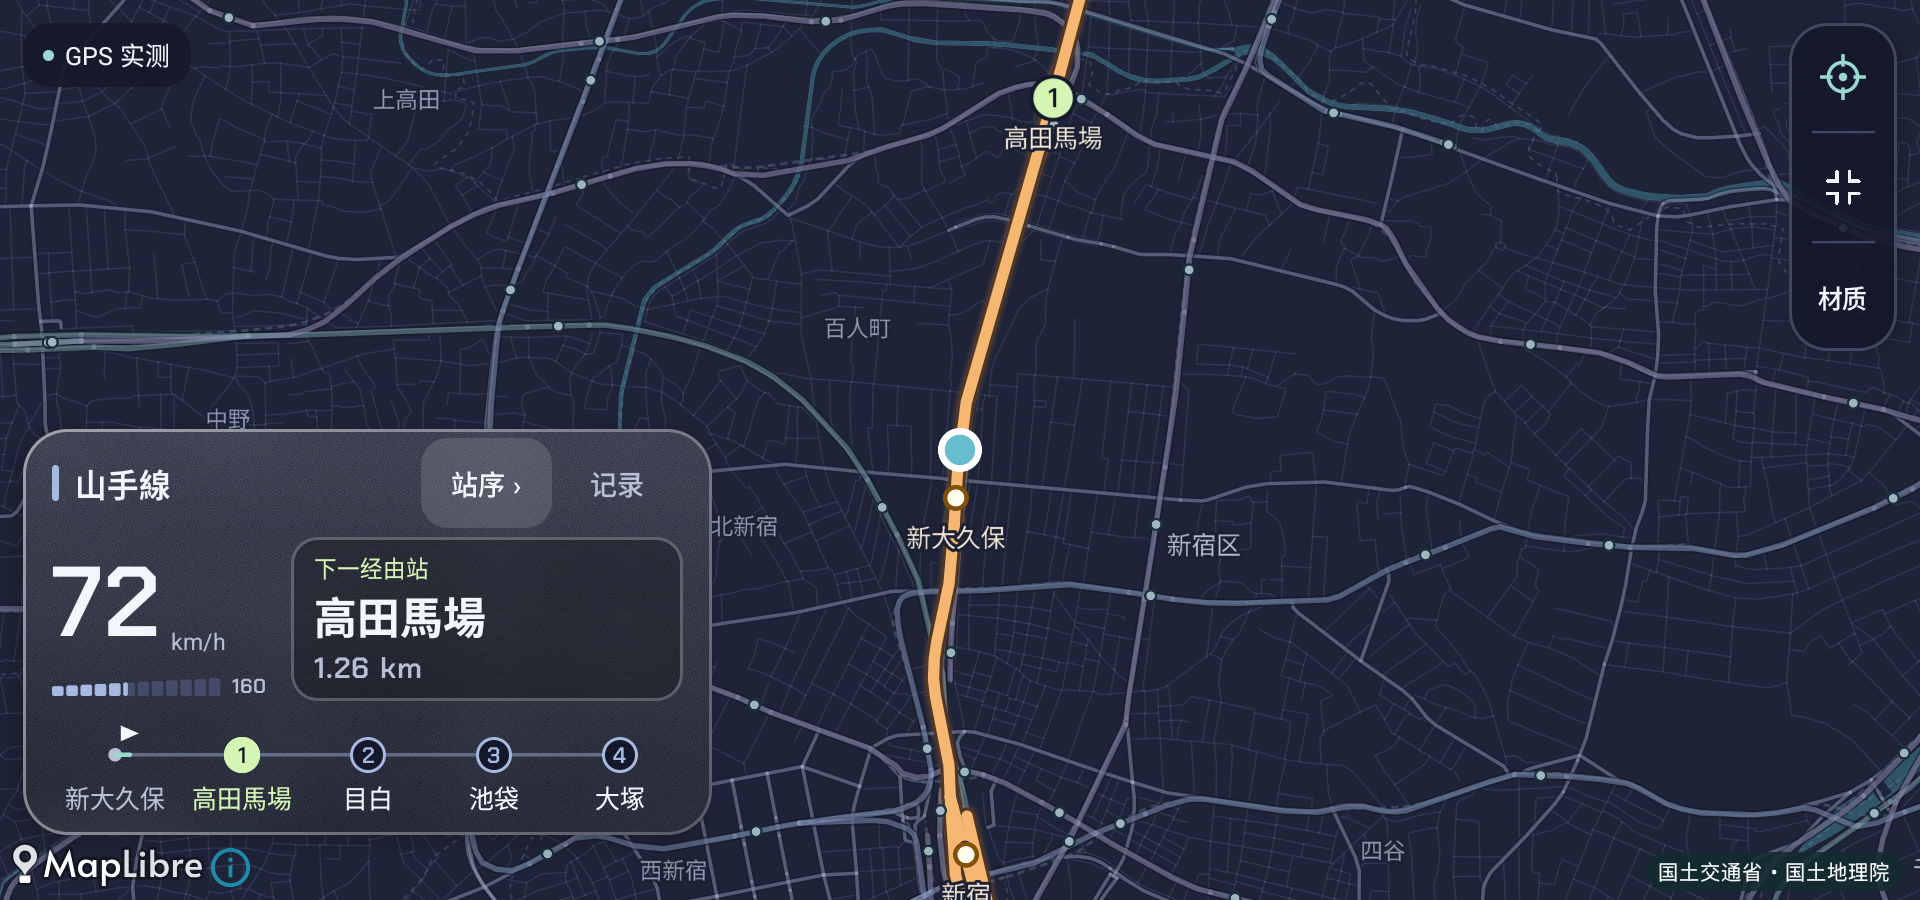 GPS 实测
上高田
1
高田馬場
材质
百人町
中野
山手線
站序 ›
记录
北新宿
新大久保
新宿区
72 km/h
160
下一经由站
高田馬場
1.26 km
1
2
3
4
新大久保
高田馬場
目白
池袋
大塚
MapLibre
西新宿
新宿
四谷
国土交通省・国土地理院